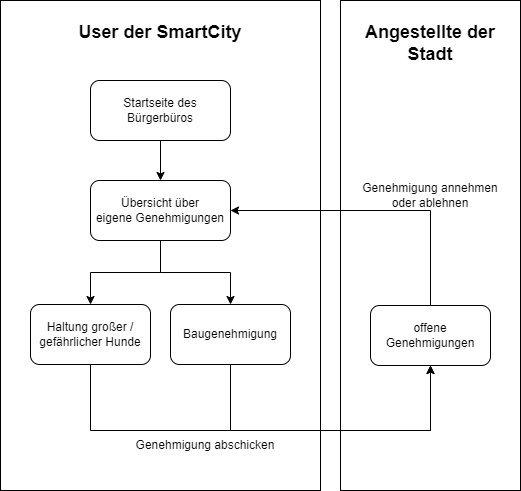 User der SmartCity
Angestellte der
Stadt
Startseite des
Bürgerbüros
Übersicht über
eigene Genehmigungen
Genehmigung annehmen
oder ablehnen
Haltung großer /
gefährlicher Hunde
Baugenehmigung
offene
Genehmigungen
Genehmigung abschicken